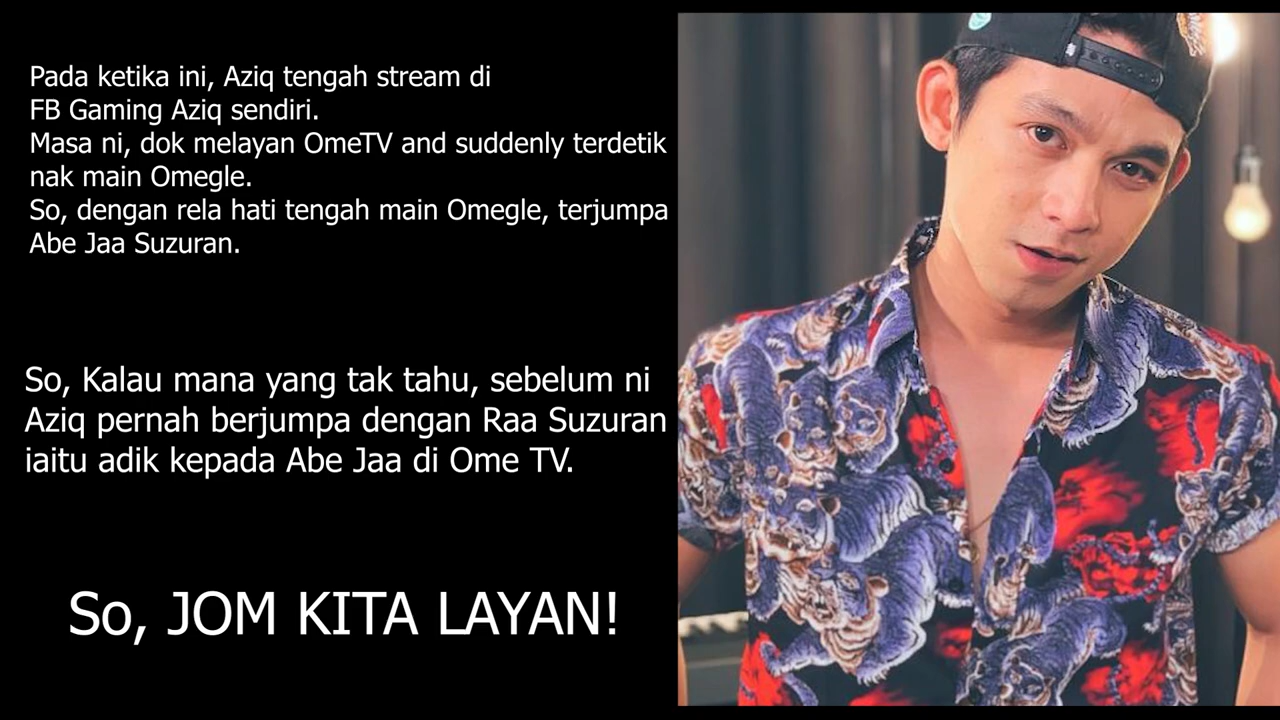 Pada ketika ini, Aziq tengah stream di
FB Gaming Aziq sendiri.
Masa ni, dok melayan OmeTV and suddenly terdetik
nak main Omegle.
So, dengan rela hati tengah main Omegle, terjumpa
Abe Jaa Suzuran.
So, Kalau mana yang tak tahu, sebelum ni
Aziq pernah berjumpa dengan Raa Suzuran
iaitu adik kepada Abe Jaa di Ome TV.
So, JOM KITA LAYAN!